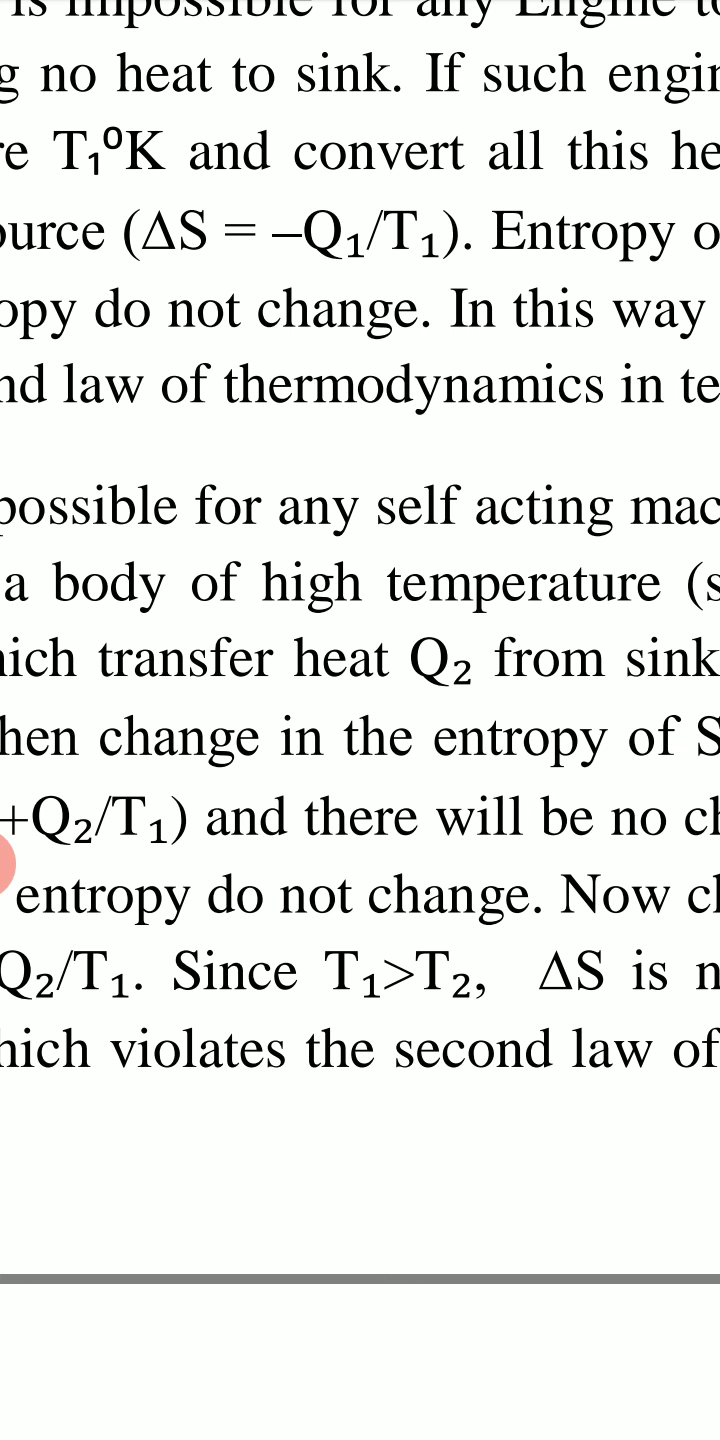 is impossible for any Engine to
g no heat to sink. If such engin
re T₁⁰K and convert all this he
ource (ΔS = –Q₁/T₁). Entropy o
opy do not change. In this way
nd law of thermodynamics in te
possible for any self acting mac
a body of high temperature (s
hich transfer heat Q₂ from sink
hen change in the entropy of S
+Q₂/T₁) and there will be no ch
entropy do not change. Now ch
Q₂/T₁. Since T₁>T₂, ΔS is n
hich violates the second law of